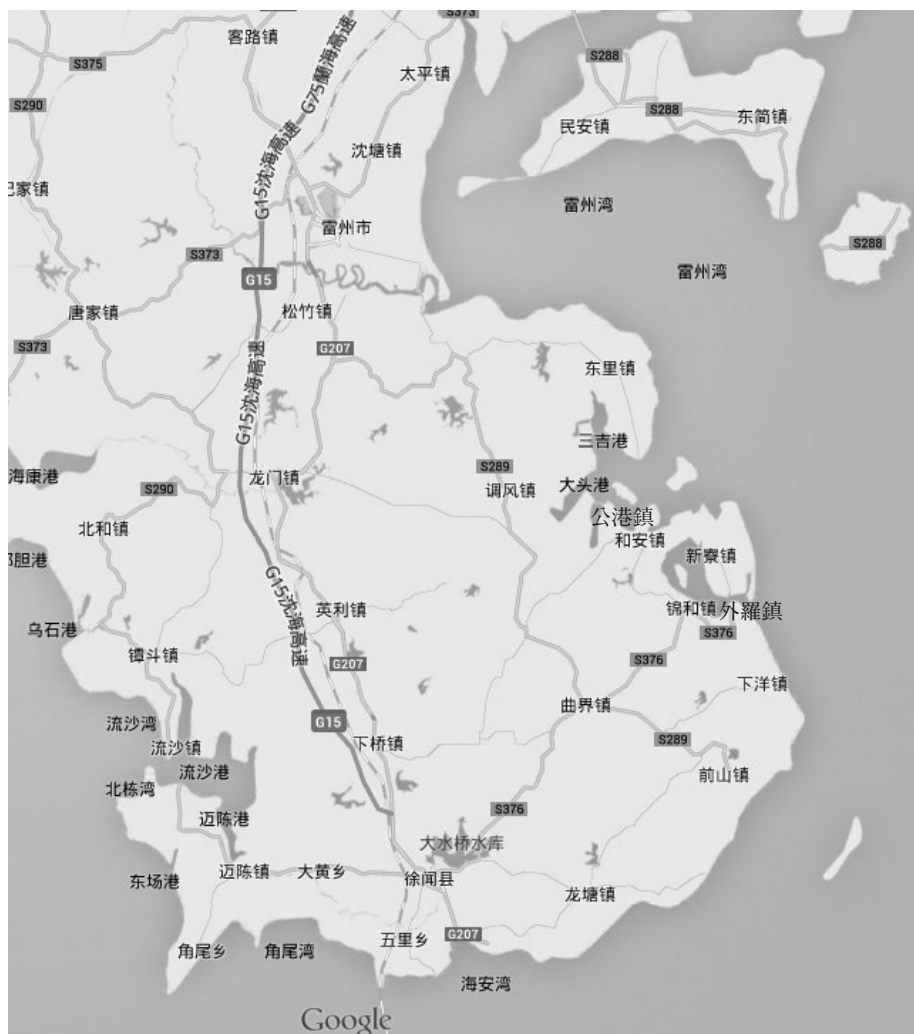 S373
客路镇
S375
G75蘭海高速
太平镇
S288
S290
S288
民安镇
东简镇
沈塘镇
G15沈海高速
雷州湾
雷州市
S373
S288
G15
雷州湾
唐家镇
松竹镇
S373
G207
G15沈海高速
东里镇
三吉港
S289
海康港
龙门镇
大头港
S290
调风镇
公港鎮
北和镇
和安镇
新寮镇
G15沈海高速
乌石港
英利镇
锦和镇
外羅鎮
S376
S376
G207
下洋镇
曲界镇
流沙湾
G15
S289
流沙镇
下桥镇
流沙港
前山镇
北栋湾
S376
迈陈港
大水桥水库
迈陈镇
大黄乡
徐闻县
东场港
龙塘镇
G207
五里乡
角尾乡
角尾湾
海安湾
Google